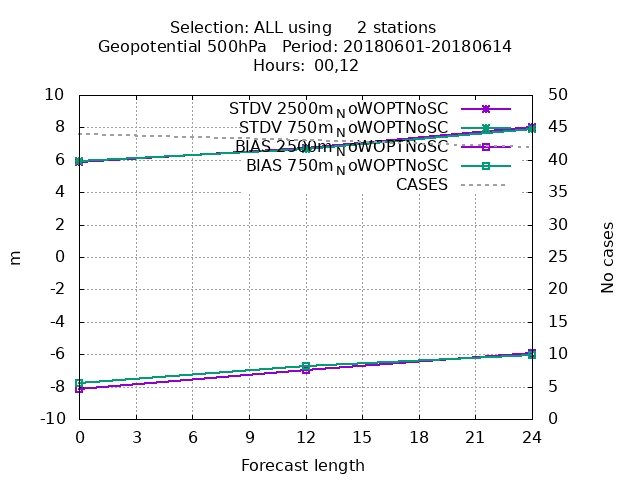 Selection: ALL using     2 stations
Geopotential 500hPa   Period: 20180601-20180614
Hours:  00,12
10
8
6
4
2
0
-2
-4
-6
-8
-10
m
STDV 2500m_NoWOPTNoSC
STDV 750m_NoWOPTNoSC
BIAS 2500m_NoWOPTNoSC
BIAS 750m_NoWOPTNoSC
CASES
50
45
40
35
30
25
20
15
10
5
0
No cases
0 3 6 9 12 15 18 21 24
Forecast length